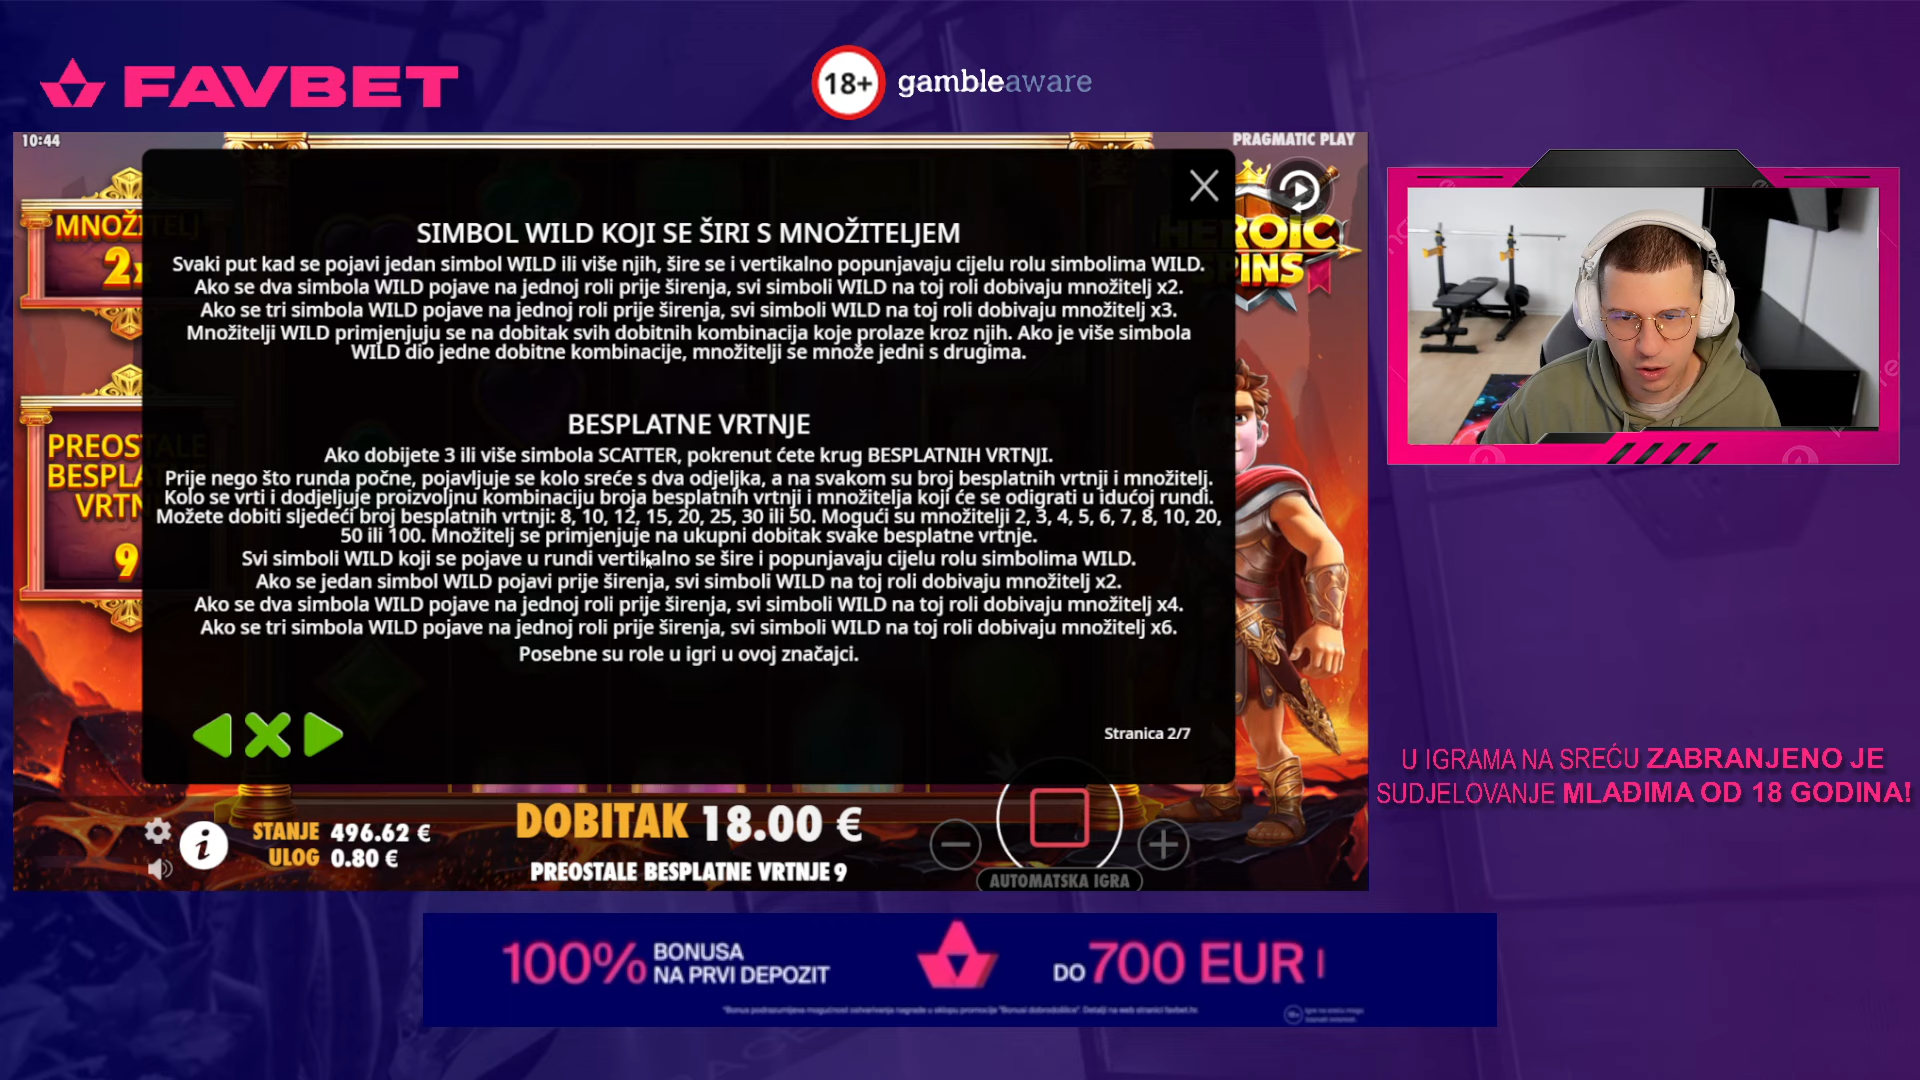 FAVBET
18+ gambleaware
10:44
PRAGMATIC PLAY
MNOŽITELJ
2x
HEROIC
SPINS
SIMBOL WILD KOJI SE ŠIRI S MNOŽITELJEM
Svaki put kad se pojavi jedan simbol WILD ili više njih, šire se i vertikalno popunjavaju cijelu rolu simbolima WILD.
Ako se dva simbola WILD pojave na jednoj roli prije širenja, svi simboli WILD na toj roli dobivaju množitelj x2.
Ako se tri simbola WILD pojave na jednoj roli prije širenja, svi simboli WILD na toj roli dobivaju množitelj x3.
Množitelji WILD primjenjuju se na dobitak svih dobitnih kombinacija koje prolaze kroz njih. Ako je više simbola
WILD dio jedne dobitne kombinacije, množitelji se množe jedni s drugima.
PREOSTALE
BESPLA
VRTN
9
BESPLATNE VRTNJE
Ako dobijete 3 ili više simbola SCATTER, pokrenut ćete krug BESPLATNIH VRTNJI.
Prije nego što runda počne, pojavljuje se kolo sreće s dva odjeljka, a na svakom su broj besplatnih vrtnji i množitelj.
Kolo se vrti i dodjeljuje proizvoljnu kombinaciju broja besplatnih vrtnji i množitelja koji će se odigrati u idućoj rundi.
Možete dobiti sljedeći broj besplatnih vrtnji: 8, 10, 12, 15, 20, 25, 30 ili 50. Mogući su množitelji 2, 3, 4, 5, 6, 7, 8, 10, 20,
50 ili 100. Množitelj se primjenjuje na ukupni dobitak svake besplatne vrtnje.
Svi simboli WILD koji se pojave u rundi vertikalno se šire i popunjavaju cijelu rolu simbolima WILD.
Ako se jedan simbol WILD pojavi prije širenja, svi simboli WILD na toj roli dobivaju množitelj x2.
Ako se dva simbola WILD pojave na jednoj roli prije širenja, svi simboli WILD na toj roli dobivaju množitelj x4.
Ako se tri simbola WILD pojave na jednoj roli prije širenja, svi simboli WILD na toj roli dobivaju množitelj x6.
Posebne su role u igri u ovoj značajci.
Stranica 2/7
STANJE 496.62 €
ULOG 0.80 €
DOBITAK 18.00 €
PREOSTALE BESPLATNE VRTNJE 9
AUTOMATSKA IGRA
U IGRAMA NA SREĆU ZABRANJENO JE
SUDJELOVANJE MLAĐIMA OD 18 GODINA!
100% BONUSA
NA PRVI DEPOZIT
DO 700 EUR